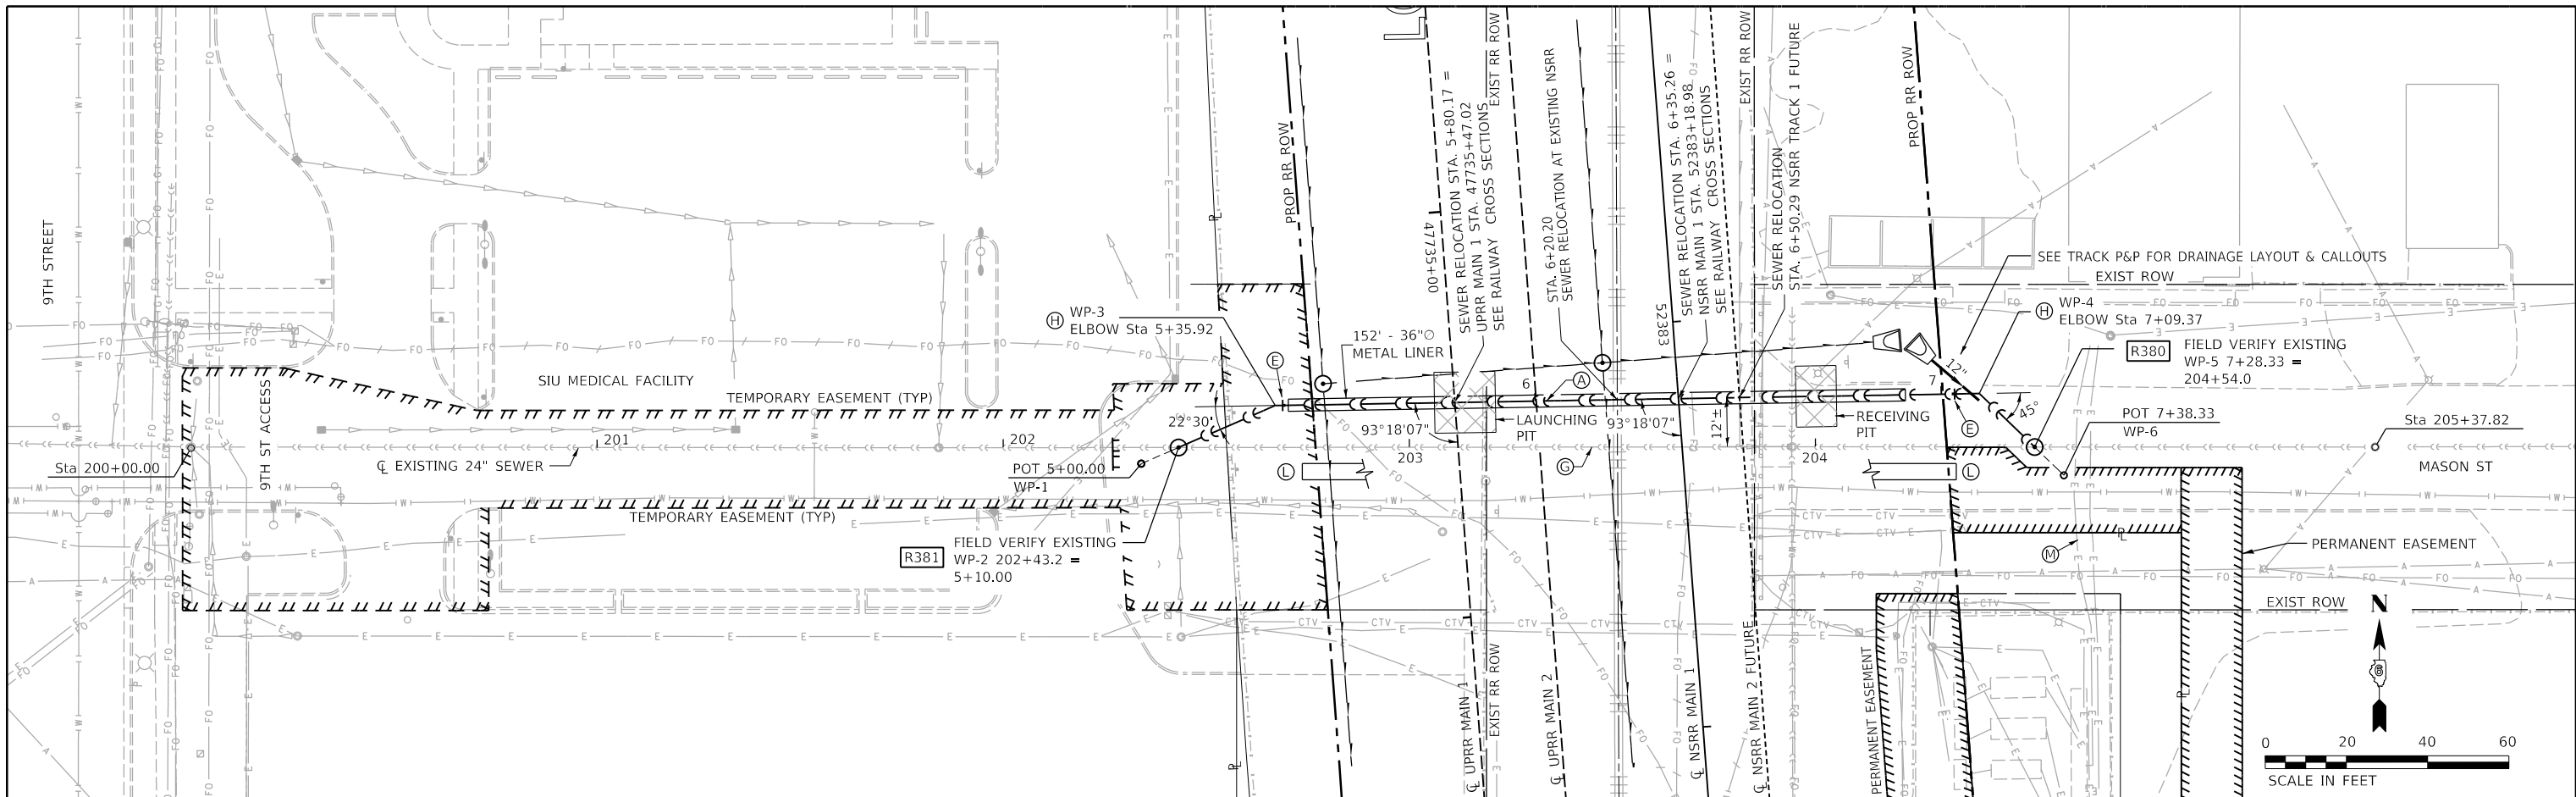 9TH STREET
9TH ST ACCESS
Sta 200+00.00
SIU MEDICAL FACILITY
TEMPORARY EASEMENT (TYP)
℄ EXISTING 24" SEWER
201
202
TEMPORARY EASEMENT (TYP)
R381
FIELD VERIFY EXISTING
WP-2 202+43.2 =
5+10.00
POT 5+00.00
WP-1
22°30'
H
WP-3
ELBOW Sta 5+35.92
E
PROP RR ROW
L
152' - 36"∅
METAL LINER
47735+00
SEWER RELOCATION STA. 5+80.17 =
UPRR MAIN 1 STA. 47735+47.02
SEE RAILWAY CROSS SECTIONS
EXIST RR ROW
6
A
STA. 6+20.20
SEWER RELOCATION AT EXISTING NSRR
93°18'07"
203
LAUNCHING
PIT
G
93°18'07"
12'±
52383
SEWER RELOCATION STA. 6+35.26 =
NSRR MAIN 1 STA. 52383+18.98
SEE RAILWAY CROSS SECTIONS
EXIST RR ROW
SEWER RELOCATION
STA. 6+50.29 NSRR TRACK 1 FUTURE
RECEIVING
PIT
204
PROP RR ROW
7
12"
E
45°
L
SEE TRACK P&P FOR DRAINAGE LAYOUT & CALLOUTS
EXIST ROW
H
WP-4
ELBOW Sta 7+09.37
R380
FIELD VERIFY EXISTING
WP-5 7+28.33 =
204+54.0
POT 7+38.33
WP-6
Sta 205+37.82
MASON ST
M
PERMANENT EASEMENT
EXIST ROW
℄ UPRR MAIN 1
EXIST RR ROW
℄ UPRR MAIN 2
℄ NSRR MAIN 1
℄ NSRR MAIN 2 FUTURE
PERMANENT EASEMENT
N
0 20 40 60
SCALE IN FEET